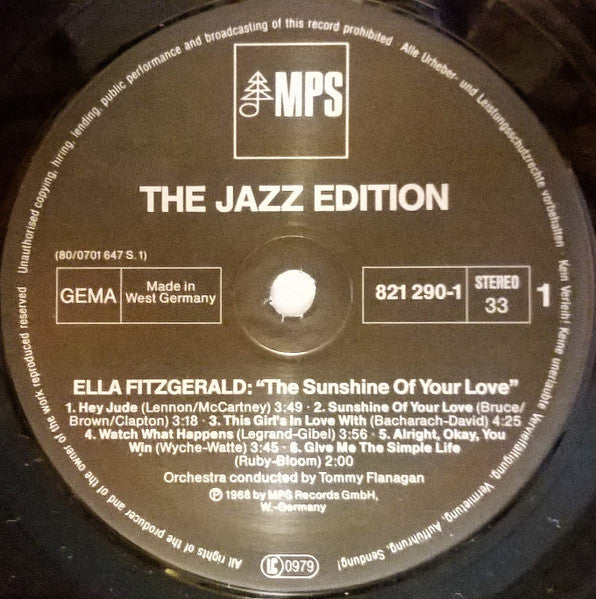 Unauthorised copying, hiring, lending, public performance and broadcasting of this record prohibited
Alle Urheber- und Leistungsschutzrechte vorbehalten
Kein Verleih! Keine unerlaubte Vervielfältigung, Vermietung, Aufführung, Sendung!
All rights of the producer and of the owner of the work reproduced reserved
MPS
THE JAZZ EDITION
(80/0701 647 S. 1)
GEMA
Made in
West Germany
821 290-1
STEREO
33
1
ELLA FITZGERALD: “The Sunshine Of Your Love”
1. Hey Jude (Lennon/McCartney) 3:49 · 2. Sunshine Of Your Love (Bruce/
Brown/Clapton) 3:18 · 3. This Girl's in Love With (Bacharach-David) 4:25
4. Watch What Happens (Legrand-Gibel) 3:56 · 5. Alright, Okay, You
Win (Wyche-Watte) 3:45 · 6. Give Me The Simple Life
(Ruby-Bloom) 2:00
Orchestra conducted by Tommy Flanagan
Ⓟ 1968 by MPS Records GmbH,
W.-Germany
LC 0979